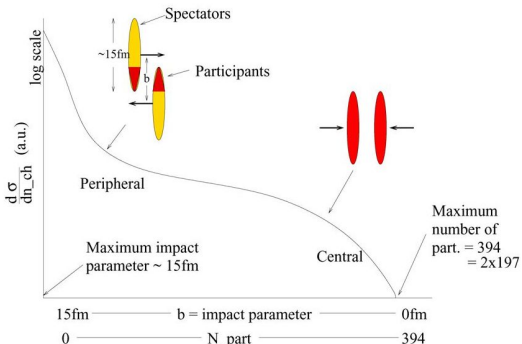 Spectators
~15fm
b
Participants
log scale
(a.u.)
d σ
dn_ch
Peripheral
Maximum impact
parameter ~ 15fm
Central
Maximum
number of
part. = 394
= 2x197
15fm b = impact parameter 0fm
0 N_part 394